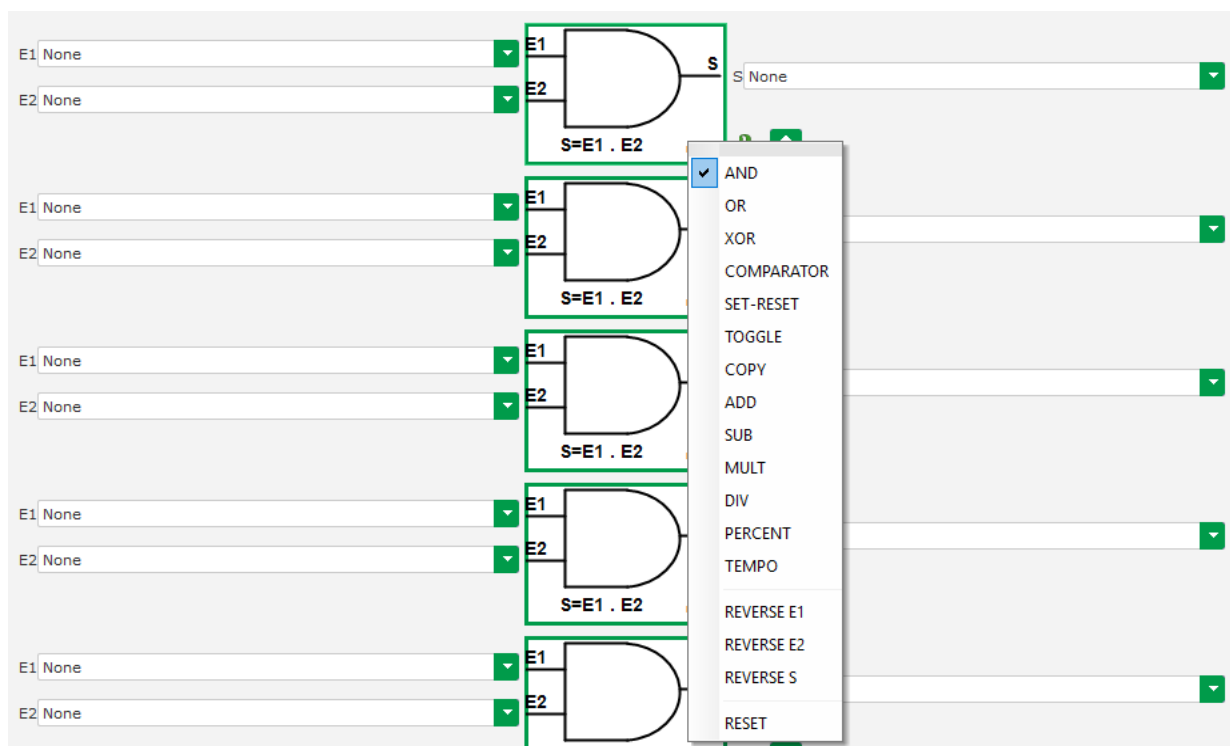 E1 None E1 S
S None
E2 None E2
S=E1 . E2
AND
OR
E1 None E1
XOR
E2 None E2
COMPARATOR
S=E1 . E2
SET-RESET
TOGGLE
E1 None E1
COPY
E2 None E2
ADD
SUB
S=E1 . E2
MULT
DIV
E1 None E1
PERCENT
E2 None E2
TEMPO
S=E1 . E2
REVERSE E1
REVERSE E2
E1 None E1
REVERSE S
E2 None E2
RESET